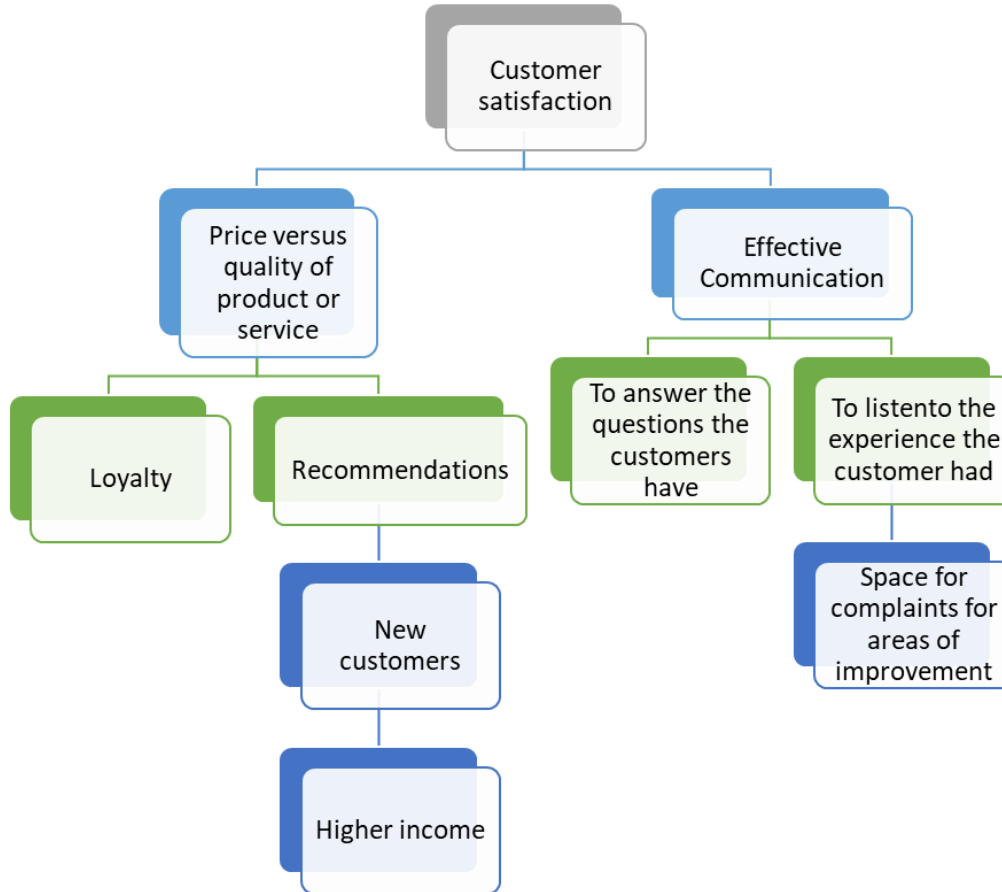 Customer
satisfaction
Price versus
quality of
product or
service
Effective
Communication
Loyalty
Recommendations
To answer the
questions the
customers
have
To listento the
experience the
customer had
New
customers
Space for
complaints for
areas of
improvement
Higher income